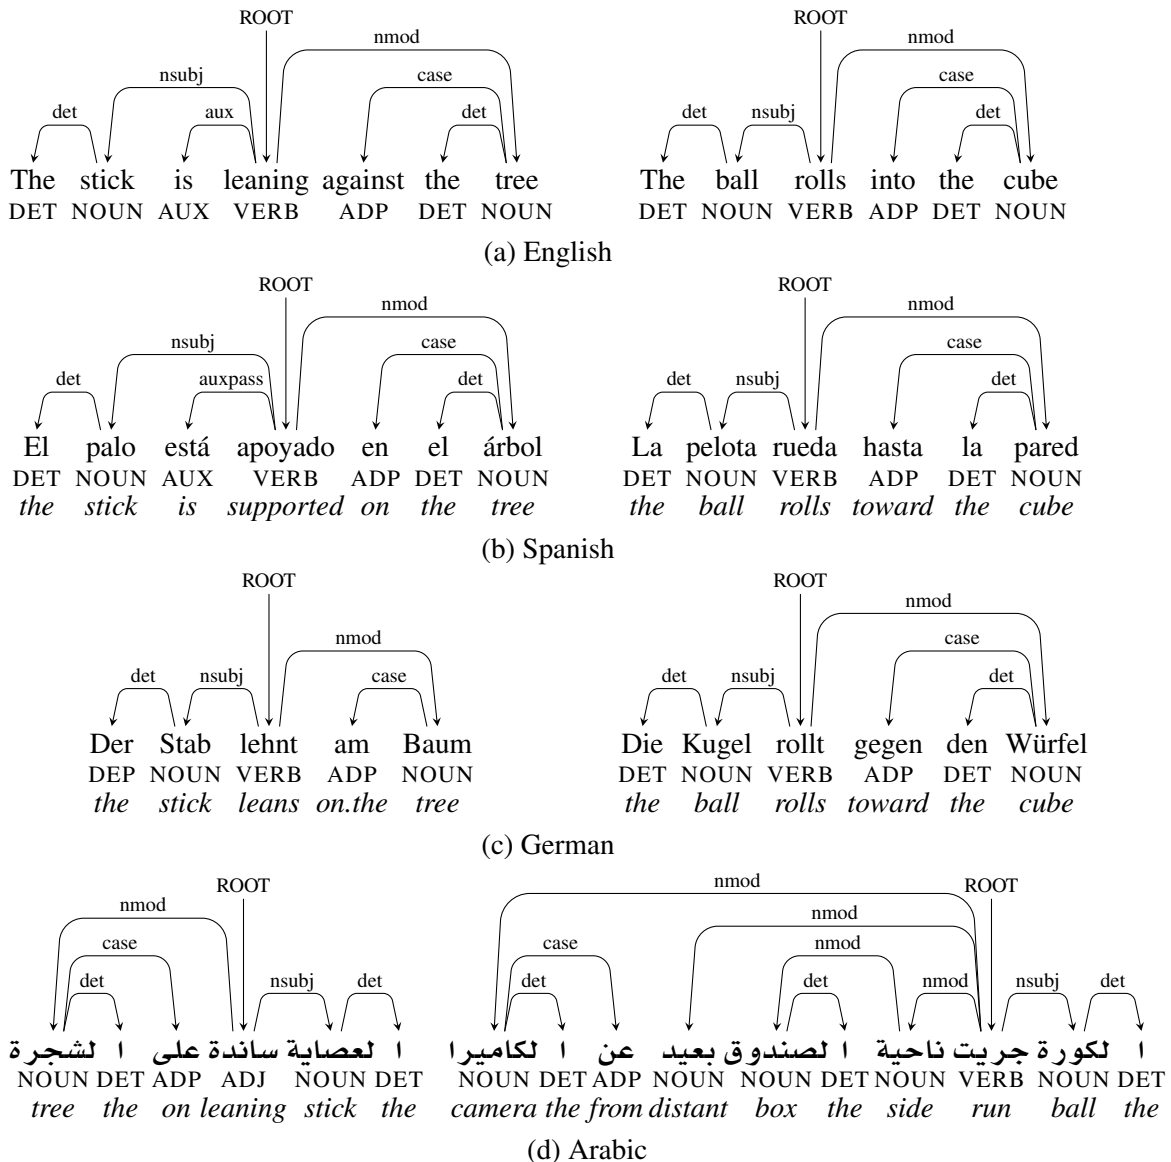 ROOT
nmod
nsubj
case
det
aux
det
The stick is leaning against the tree
DET NOUN AUX VERB ADP DET NOUN
ROOT
nmod
case
det
nsubj
det
The ball rolls into the cube
DET NOUN VERB ADP DET NOUN
(a) English
ROOT
nmod
nsubj
case
det
auxpass
det
El palo está apoyado en el árbol
DET NOUN AUX VERB ADP DET NOUN
the stick is supported on the tree
ROOT
nmod
case
det
nsubj
det
La pelota rueda hasta la pared
DET NOUN VERB ADP DET NOUN
the ball rolls toward the cube
(b) Spanish
ROOT
nmod
det
nsubj
case
Der Stab lehnt am Baum
DEP NOUN VERB ADP NOUN
the stick leans on.the tree
ROOT
nmod
case
det
nsubj
det
Die Kugel rollt gegen den Würfel
DET NOUN VERB ADP DET NOUN
the ball rolls toward the cube
(c) German
ROOT
nmod
case
det
nsubj
det
ا لعصاية ساندة على ا لشجرة
NOUN DET ADP ADJ NOUN DET
tree the on leaning stick the
nmod
ROOT
nmod
case
nmod
det
det
nmod
nsubj
det
ا لكورة جريت ناحية ا لصندوق بعيد عن ا لكاميرا
NOUN DET ADP NOUN NOUN DET NOUN VERB NOUN DET
camera the from distant box the side run ball the
(d) Arabic